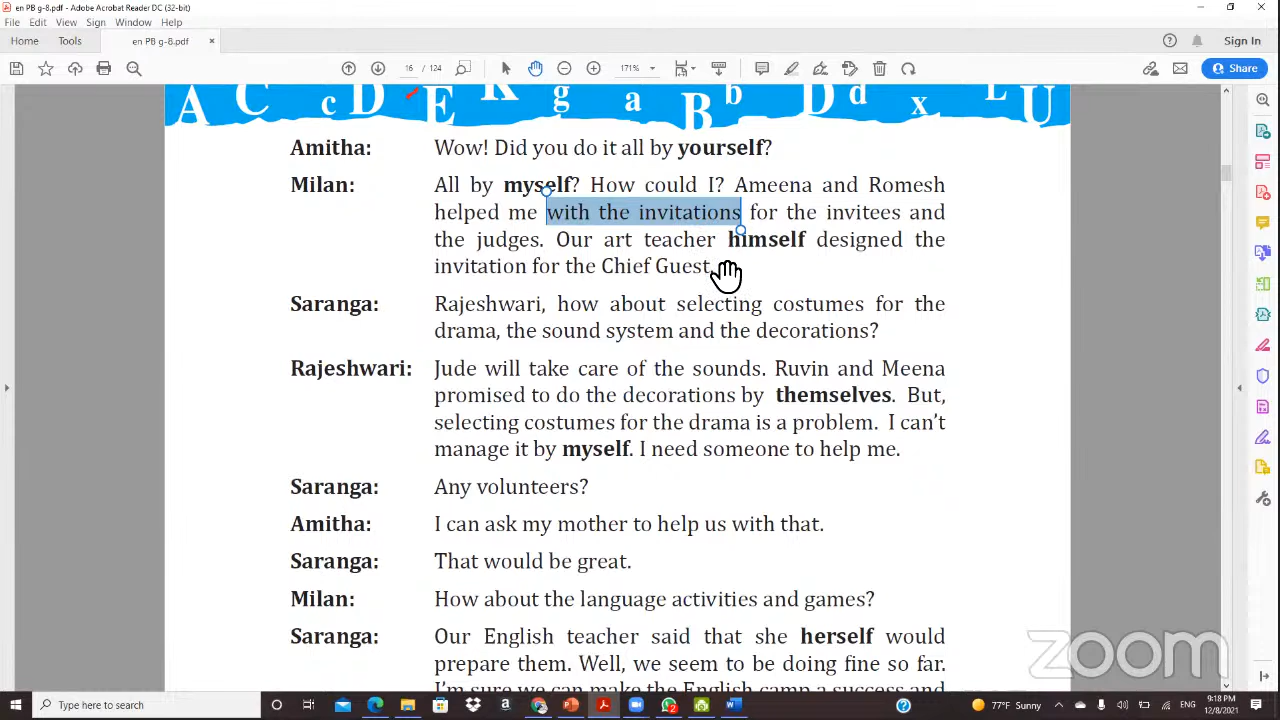 en PB g-8.pdf - Adobe Acrobat Reader DC (32-bit)
File Edit View Sign Window Help
Home Tools en PB g-8.pdf × Sign In
16 / 124 171% Share
A C c D E g a B b D d x L U
Amitha: Wow! Did you do it all by yourself?
Milan: All by myself? How could I? Ameena and Romesh
helped me with the invitations for the invitees and
the judges. Our art teacher himself designed the
invitation for the Chief Guest.
Saranga: Rajeshwari, how about selecting costumes for the
drama, the sound system and the decorations?
Rajeshwari: Jude will take care of the sounds. Ruvin and Meena
promised to do the decorations by themselves. But,
selecting costumes for the drama is a problem. I can't
manage it by myself. I need someone to help me.
Saranga: Any volunteers?
Amitha: I can ask my mother to help us with that.
Saranga: That would be great.
Milan: How about the language activities and games?
Saranga: Our English teacher said that she herself would
prepare them. Well, we seem to be doing fine so far.
I'm sure we can make the English camp a success and
zoom
Type here to search 77°F Sunny 9:18 PM
12/8/2021